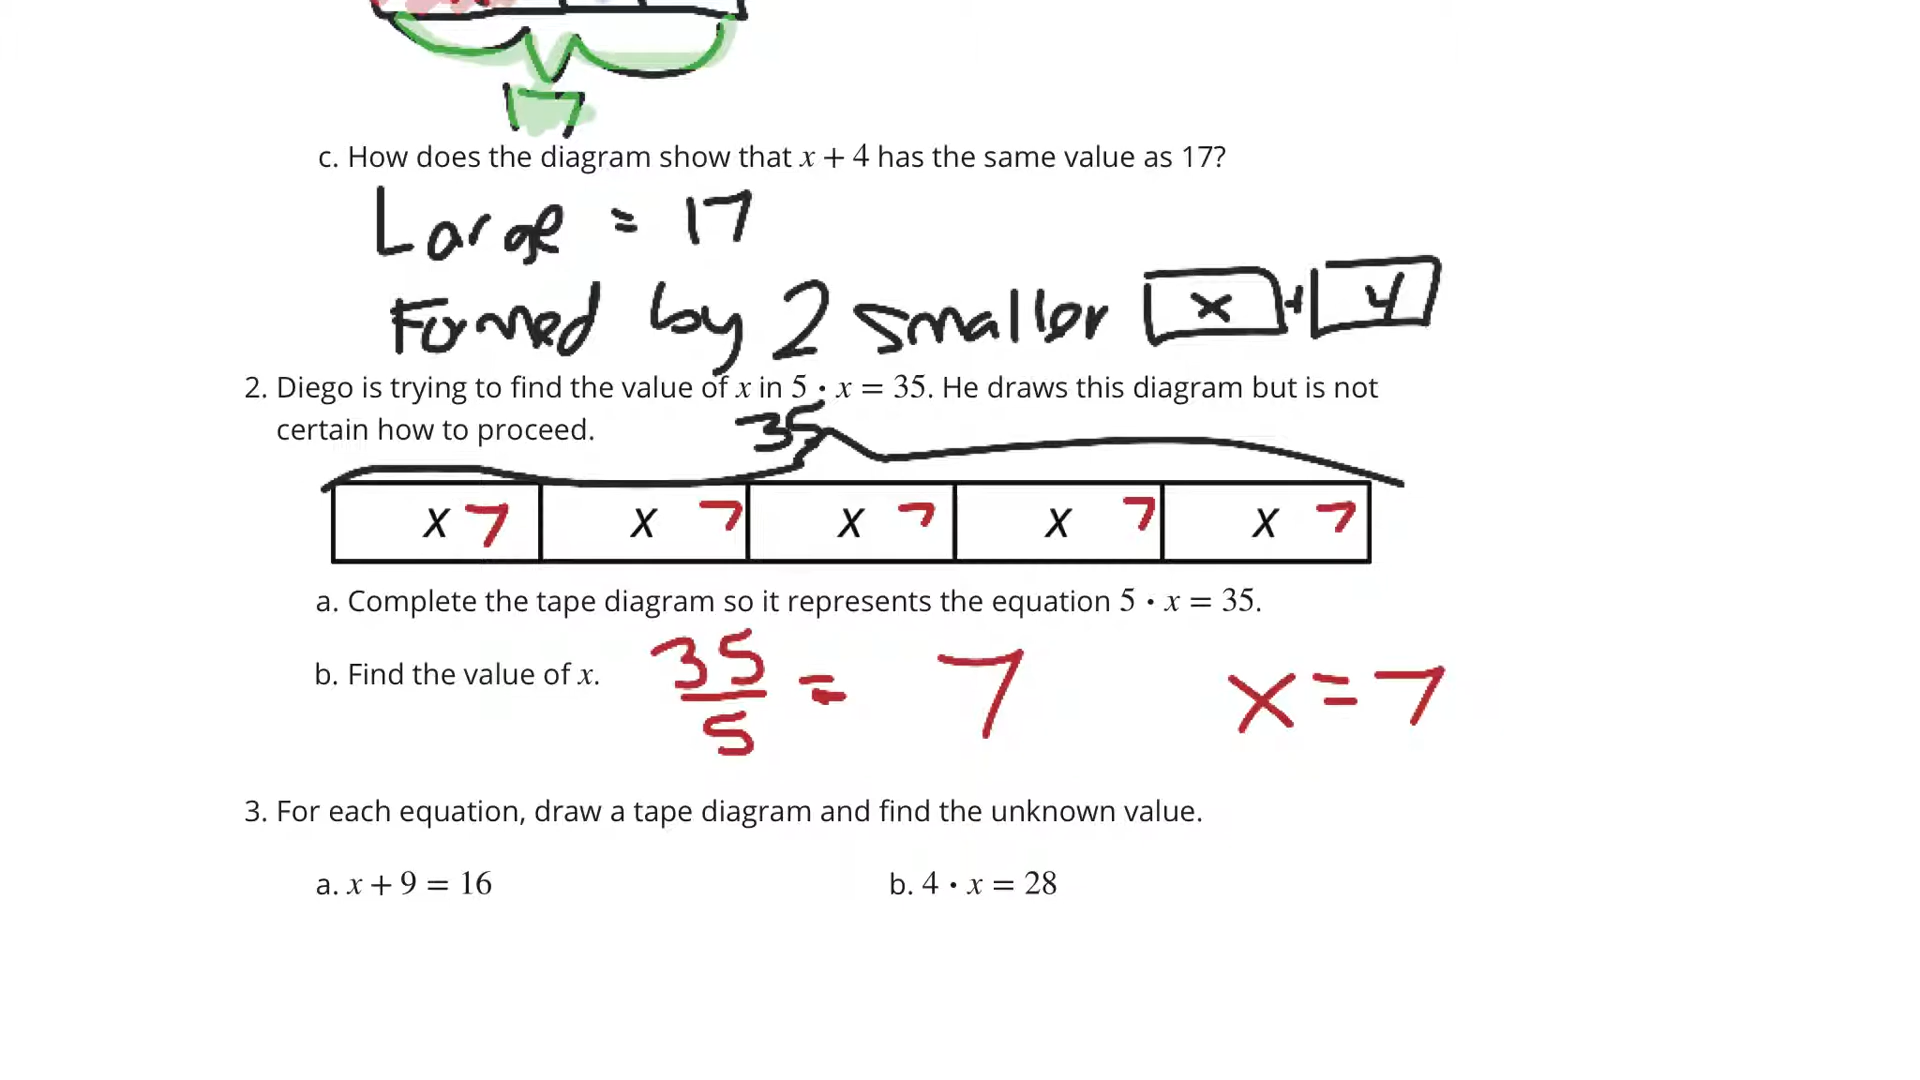 17
c. How does the diagram show that x + 4 has the same value as 17?
Large = 17
Formed by 2 smaller x + 4
2. Diego is trying to find the value of x in 5 · x = 35. He draws this diagram but is not
certain how to proceed.
35
x 7 x 7 x 7 x 7 x 7
a. Complete the tape diagram so it represents the equation 5 · x = 35.
b. Find the value of x. 35/5 = 7 x = 7
3. For each equation, draw a tape diagram and find the unknown value.
a. x + 9 = 16 b. 4 · x = 28